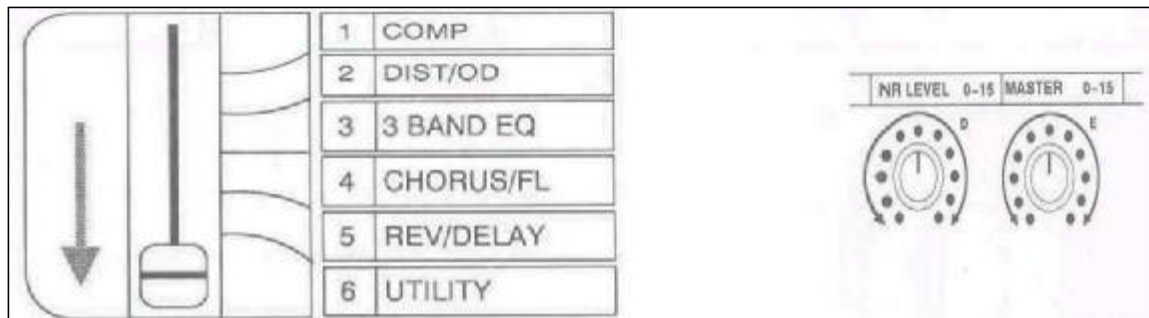 1 COMP
2 DIST/OD
3 3 BAND EQ
4 CHORUS/FL
5 REV/DELAY
6 UTILITY
NR LEVEL 0-15 MASTER 0-15
D E